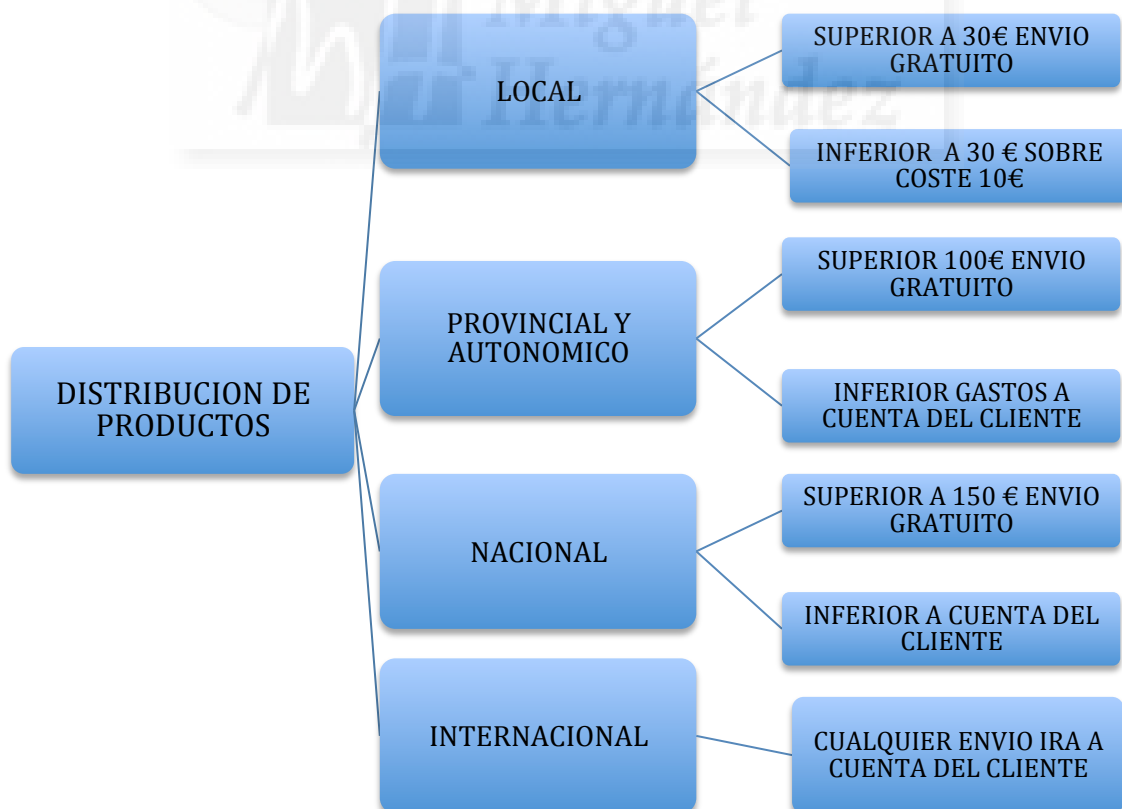 Miguel
Hernández
DISTRIBUCION DE
PRODUCTOS
LOCAL
SUPERIOR A 30€ ENVIO
GRATUITO
INFERIOR A 30 € SOBRE
COSTE 10€
PROVINCIAL Y
AUTONOMICO
SUPERIOR 100€ ENVIO
GRATUITO
INFERIOR GASTOS A
CUENTA DEL CLIENTE
NACIONAL
SUPERIOR A 150 € ENVIO
GRATUITO
INFERIOR A CUENTA DEL
CLIENTE
INTERNACIONAL
CUALQUIER ENVIO IRA A
CUENTA DEL CLIENTE